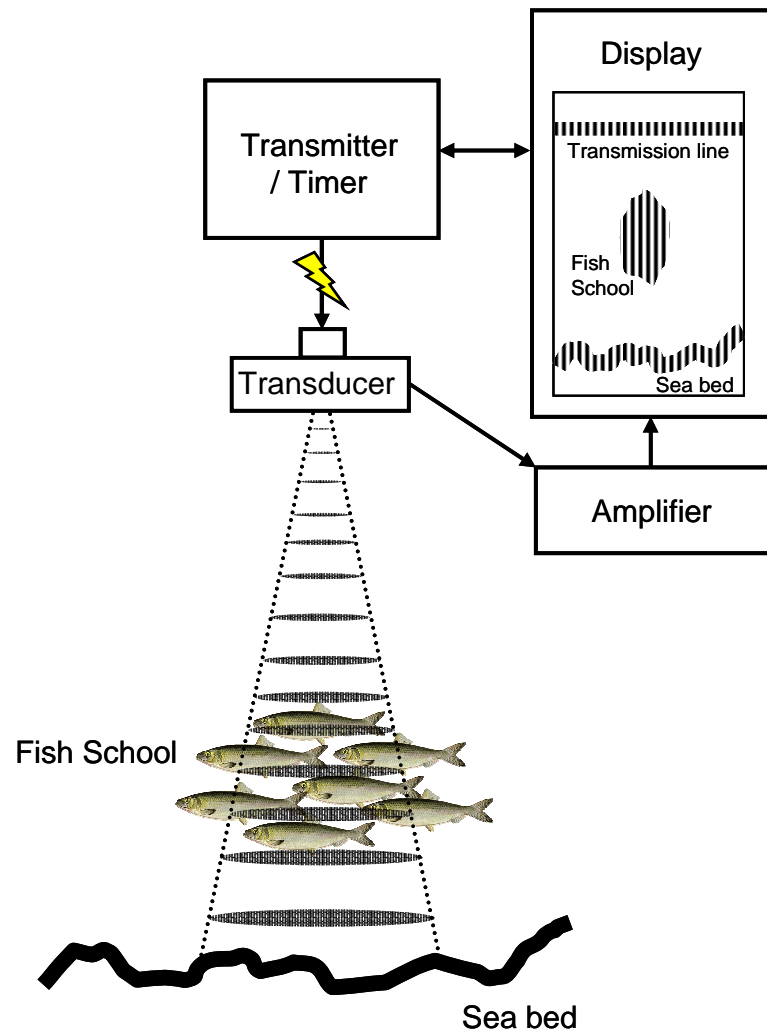 Display
Transmitter
/ Timer
Transmission line
Fish
School
Sea bed
Transducer
Amplifier
Fish School
Sea bed